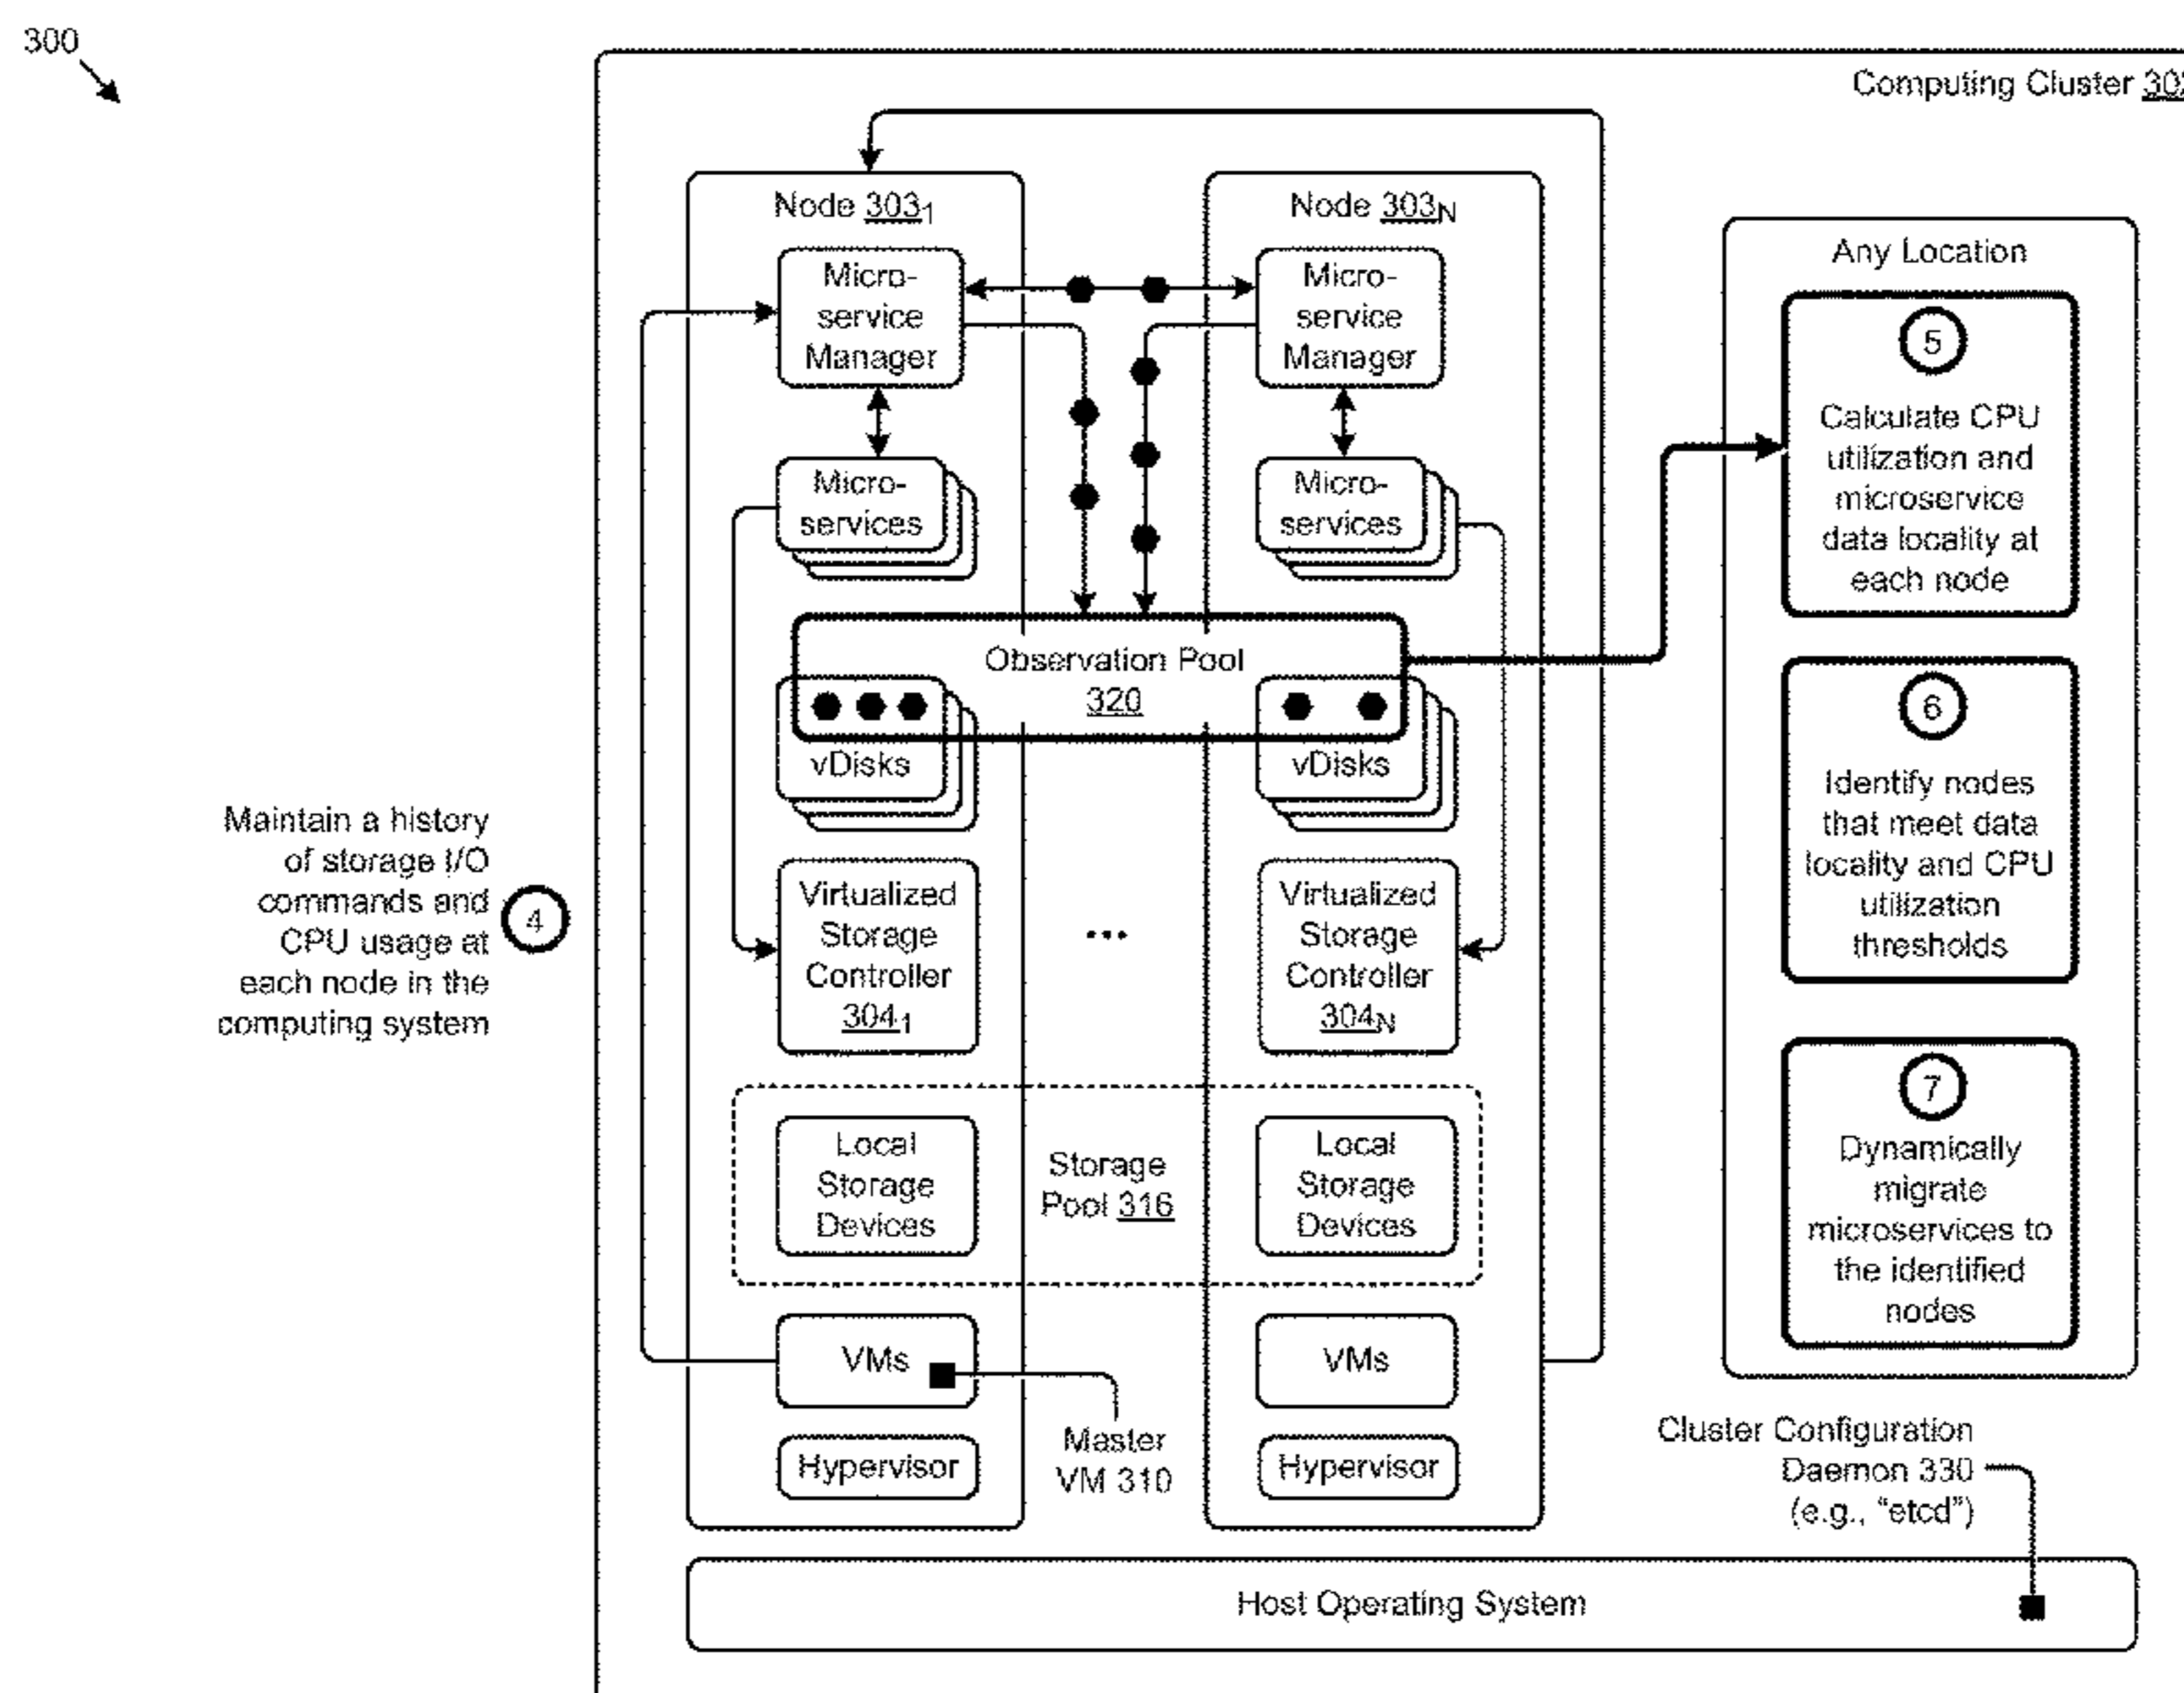 300
Computing Cluster 302
Node 303₁
Micro-
service
Manager
Micro-
services
Node 303N
Micro-
service
Manager
Micro-
services
Observation Pool
320
vDisks
vDisks
Maintain a history
of storage I/O
commands and
CPU usage at
each node in the
computing system
4
Virtualized
Storage
Controller
304₁
...
Virtualized
Storage
Controller
304N
Local
Storage
Devices
Storage
Pool 316
Local
Storage
Devices
VMs
VMs
Master
VM 310
Hypervisor
Hypervisor
Any Location
5
Calculate CPU
utilization and
microservice
data locality at
each node
6
Identify nodes
that meet data
locality and CPU
utilization
thresholds
7
Dynamically
migrate
microservices to
the identified
nodes
Cluster Configuration
Daemon 330
(e.g., “etcd”)
Host Operating System